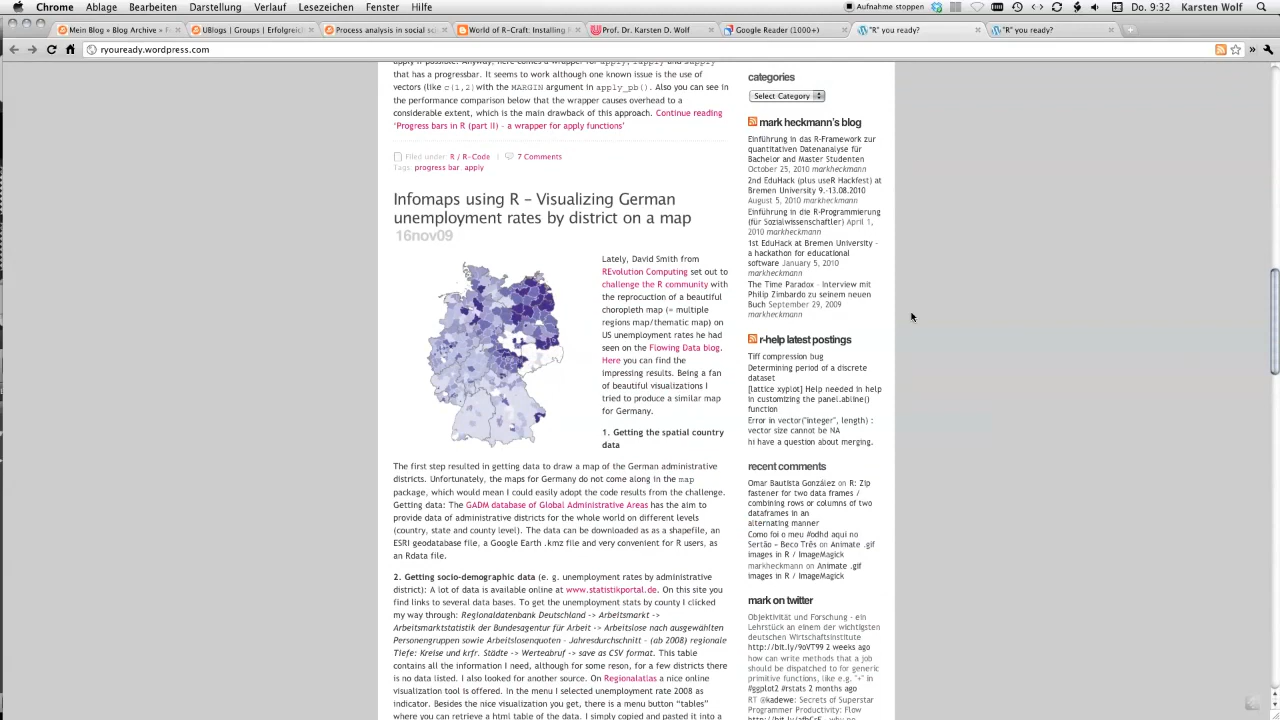 Chrome Ablage Bearbeiten Darstellung Verlauf Lesezeichen Fenster Hilfe
Aufnahme stoppen Do. 9:32 Karsten Wolf
Mein Blog » Blog Archive » F UBlogs | Groups | Erfolgreich Process analysis in social sc World of R-Craft: Installing R Prof. Dr. Karsten D. Wolf Google Reader (1000+) "R" you ready? "R" you ready?
ryouready.wordpress.com
that has a progressbar. It seems to work although one known issue is the use of
vectors (like c(1,2) with the MARGIN argument in apply_pb(). Also you can see in
the performance comparison below that the wrapper causes overhead to a
considerable extent, which is the main drawback of this approach. Continue reading
'Progress bars in R (part II) – a wrapper for apply functions'
Filed under R / R-Code | 7 Comments
Tags: progress bar, apply
Infomaps using R – Visualizing German
unemployment rates by district on a map
16nov09
Lately, David Smith from
REvolution Computing set out to
challenge the R community with
the reprocuction of a beautiful
choropleth map (= multiple
regions map/thematic map) on
US unemployment rates he had
seen on the Flowing Data blog.
Here you can find the
impressing results. Being a fan
of beautiful visualizations I
tried to produce a similar map
for Germany.
1. Getting the spatial country
data
The first step resulted in getting data to draw a map of the German administrative
districts. Unfortunately, the maps for Germany do not come along in the map
package, which would mean I could easily adopt the code results from the challenge.
Getting data: The GADM database of Global Administrative Areas has the aim to
provide data of administrative districts for the whole world on different levels
(country, state and county level). The data can be downloaded as as a shapefile, an
ESRI geodatabase file, a Google Earth .kmz file and very convenient for R users, as
an Rdata file.
2. Getting socio-demographic data (e. g. unemployment rates by administrative
district): A lot of data is available online at www.statistikportal.de. On this site you
find links to several data bases. To get the unemployment stats by county I clicked
my way through: Regionaldatenbank Deutschland -> Arbeitsmarkt ->
Arbeitsmarktstatistik der Bundesagentur für Arbeit -> Arbeitslose nach ausgewählten
Personengruppen sowie Arbeitslosenquoten - Jahresdurchschnitt - (ab 2008) regionale
Tiefe: Kreise und krfr. Städte -> Werteabruf -> save as CSV format. This table
contains all the information I need, although for some reson, for a few districts there
is no data listed. I also looked for another source. On Regionalatlas a nice online
visualization tool is offered. In the menu I selected unemployment rate 2008 as
indicator. Besides the nice visualization you get, there is a menu button "tables"
where you can retrieve a html table of the data. I simply copied and pasted it into a
categories
Select Category
mark heckmann's blog
Einführung in das R-Framework zur
quantitativen Datenanalyse für
Bachelor and Master Studenten
October 25, 2010 markheckmann
2nd EduHack (plus useR Hackfest) at
Bremen University 9.-13.08.2010
August 5, 2010 markheckmann
Einführung in die R-Programmierung
(für Sozialwissenschaftler) April 1,
2010 markheckmann
1st EduHack at Bremen University –
a hackathon for educational
software January 5, 2010
markheckmann
The Time Paradox – Interview mit
Philip Zimbardo zu seinem neuen
Buch September 29, 2009
markheckmann
r-help latest postings
Tiff compression bug
Determining period of a discrete
dataset
[lattice xyplot] Help needed in help
in customizing the panel.abline()
function
Error in vector("integer", length) :
vector size cannot be NA
hi have a question about merging.
recent comments
Omar Bautista González on R: Zip
fastener for two data frames /
combining rows or columns of two
dataframes in an
alternating manner
Como foi o meu #odhd aqui no
Sertão « Beco Três on Animate .gif
images in R / ImageMagick
markheckmann on Animate .gif
images in R / ImageMagick
mark on twitter
Objektivität und Forschung - ein
Lehrstück an einem der wichtigsten
deutschen Wirtschaftsinstitute
http://bit.ly/9oVT99 2 weeks ago
how can write methods that a job
should be dispatched to for generic
primitive functions, like e.g. "+" in
#ggplot2 #rstats 2 months ago
RT @kadewe: Secrets of Superstar
Programmer Productivity: Flow